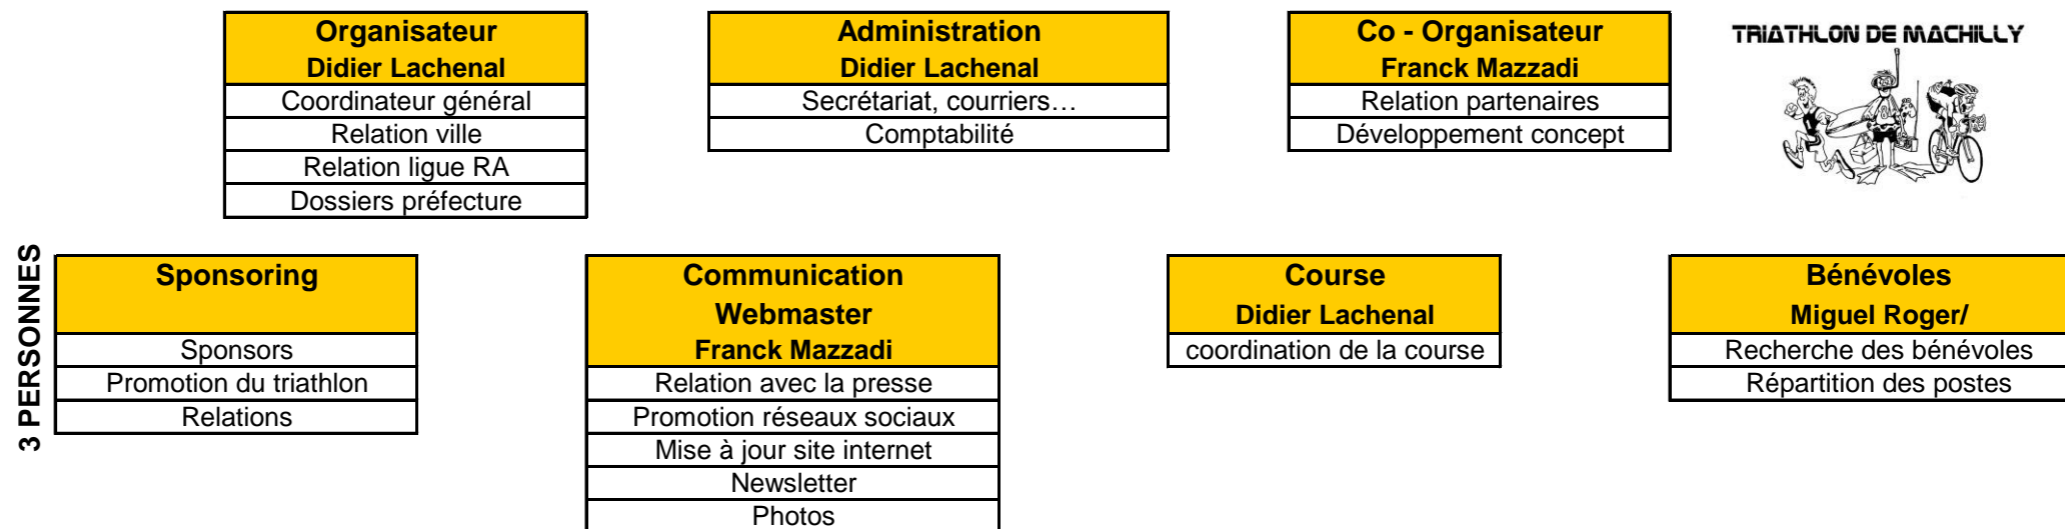 Organisateur
Didier Lachenal
Coordinateur général
Relation ville
Relation ligue RA
Dossiers préfecture
Administration
Didier Lachenal
Secrétariat, courriers…
Comptabilité
Co - Organisateur
Franck Mazzadi
Relation partenaires
Développement concept
TRIATHLON DE MACHILLY
3 PERSONNES
Sponsoring
Sponsors
Promotion du triathlon
Relations
Communication
Webmaster
Franck Mazzadi
Relation avec la presse
Promotion réseaux sociaux
Mise à jour site internet
Newsletter
Photos
Course
Didier Lachenal
coordination de la course
Bénévoles
Miguel Roger/
Recherche des bénévoles
Répartition des postes